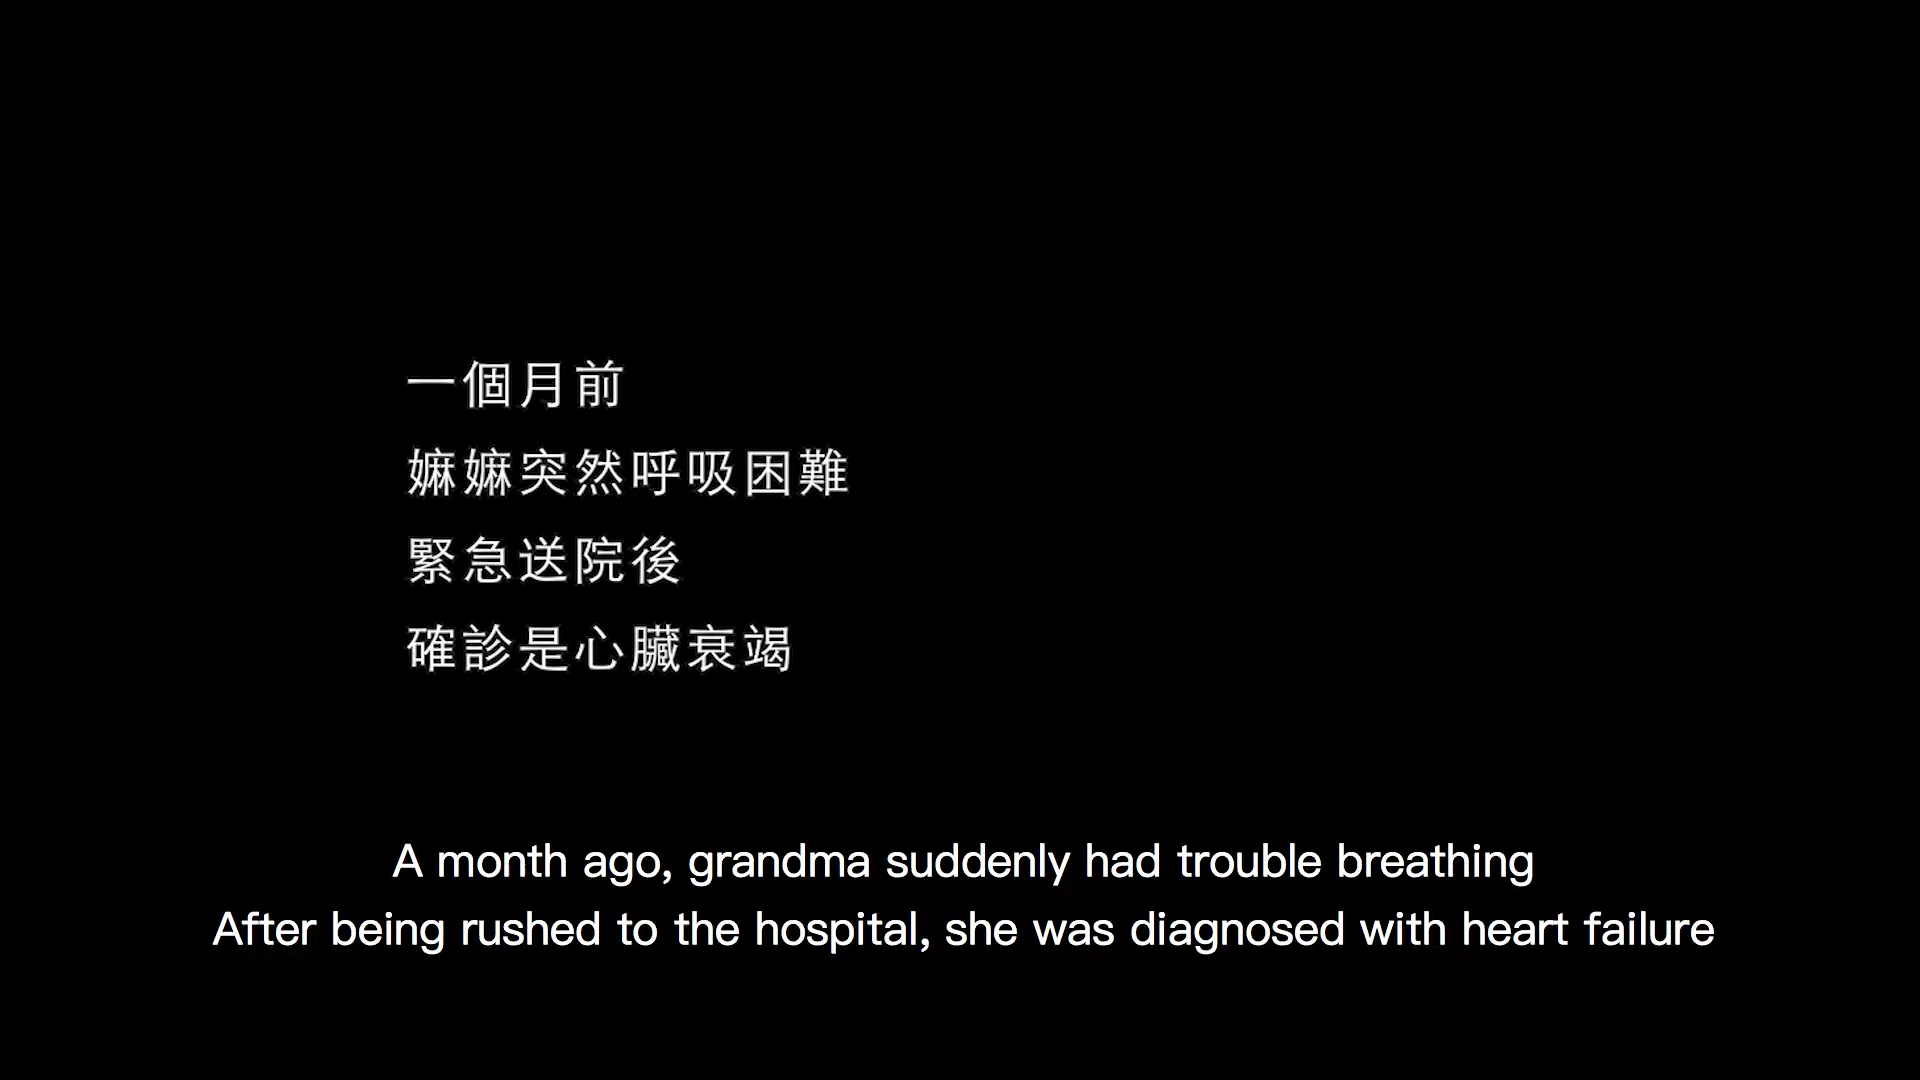 一個月前
嫲嫲突然呼吸困難
緊急送院後
確診是心臟衰竭
A month ago, grandma suddenly had trouble breathing
After being rushed to the hospital, she was diagnosed with heart failure